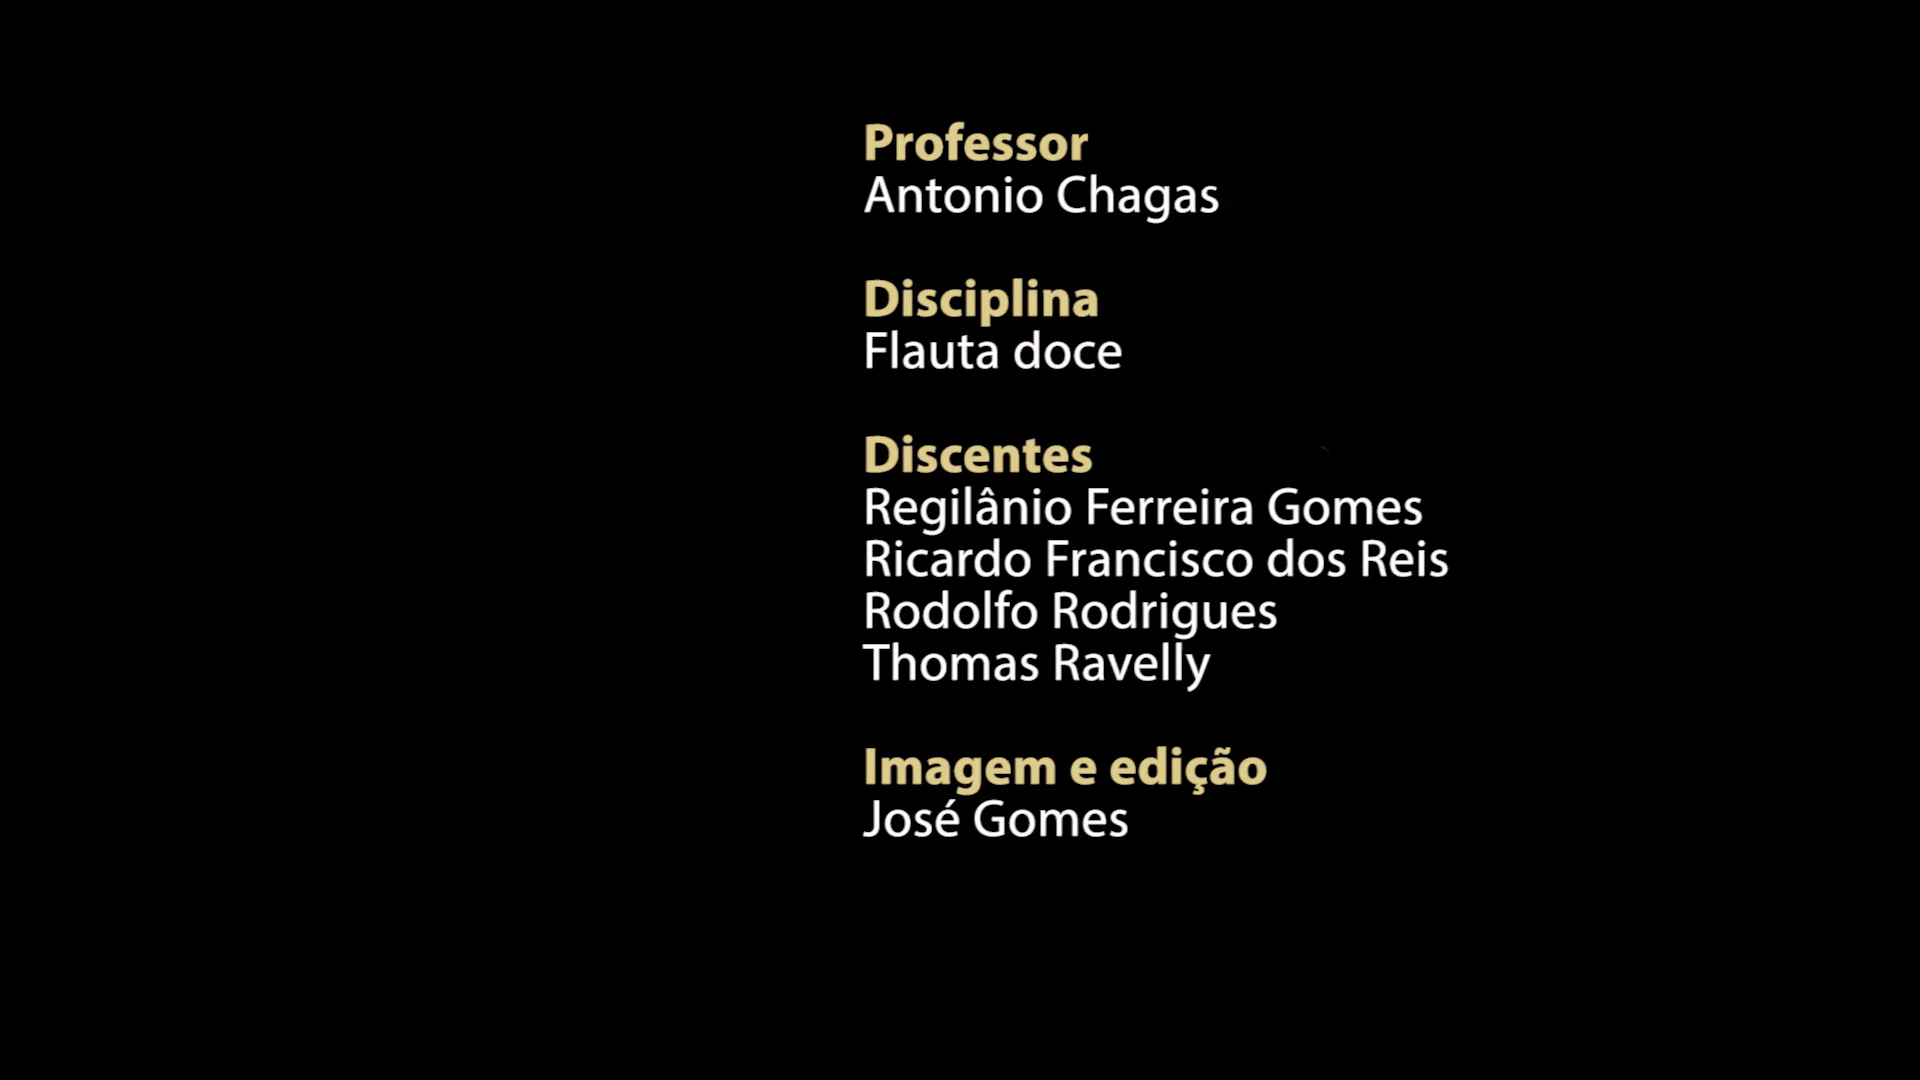 Professor
Antonio Chagas
Disciplina
Flauta doce
Discentes
Regilânio Ferreira Gomes
Ricardo Francisco dos Reis
Rodolfo Rodrigues
Thomas Ravelly
Imagem e edição
José Gomes